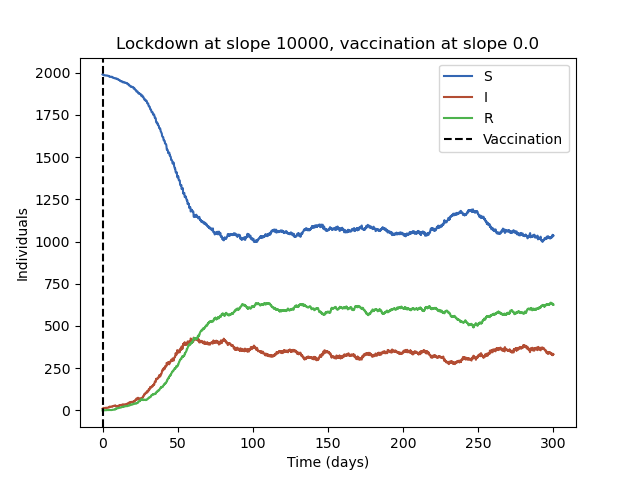 Lockdown at slope 10000, vaccination at slope 0.0
S
I
R
Vaccination
2000
1750
1500
1250
1000
750
500
250
0
Individuals
0 50 100 150 200 250 300
Time (days)